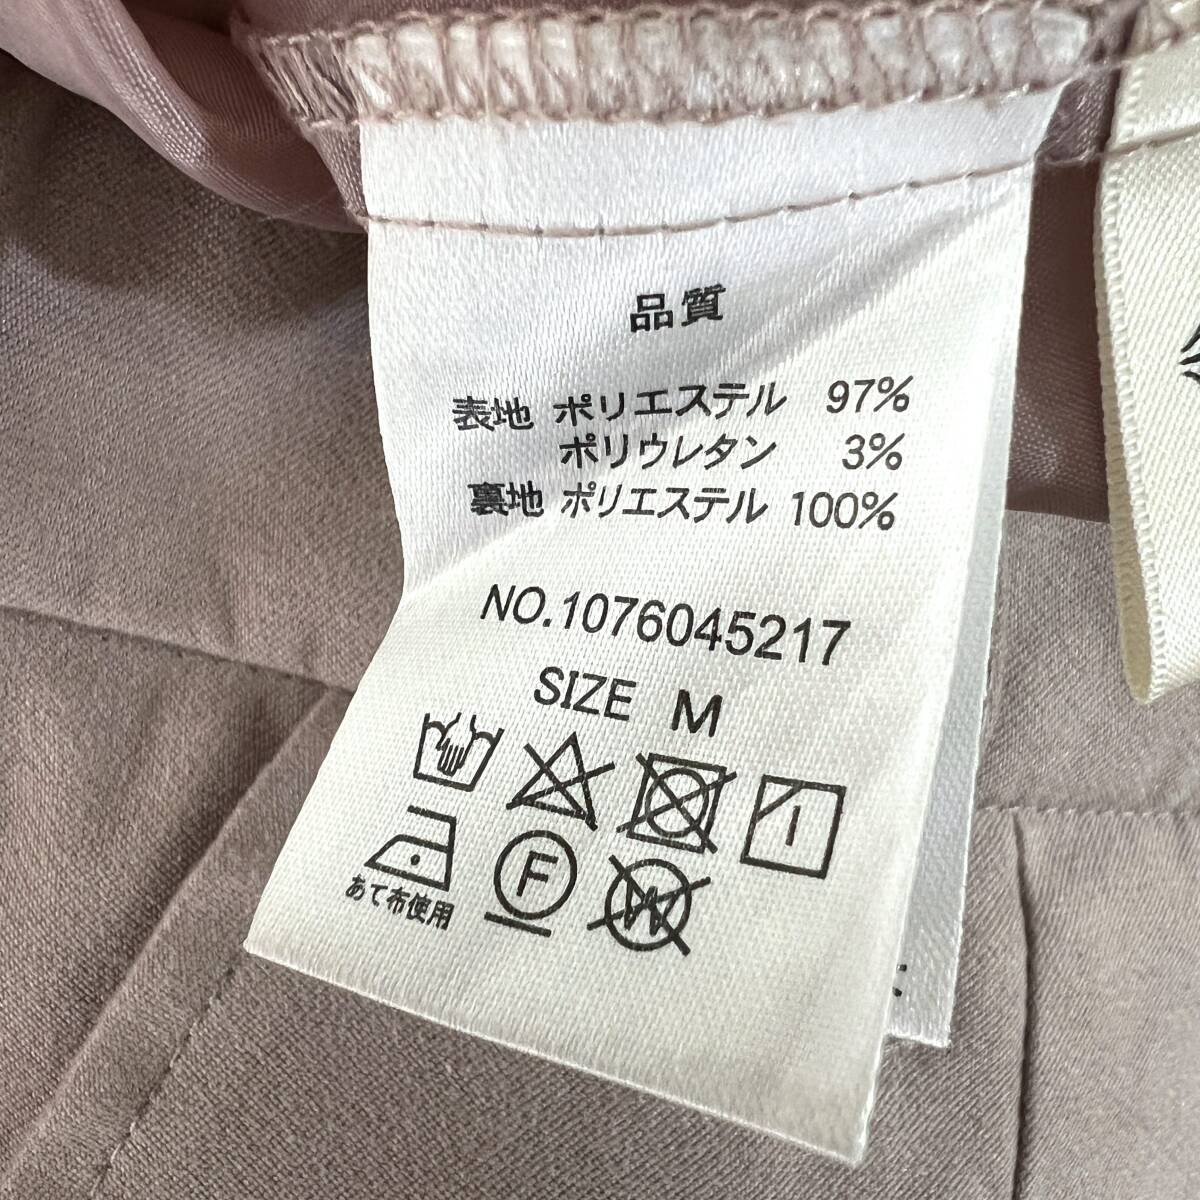 品質
表地 ポリエステル 97%
ポリウレタン 3%
裏地 ポリエステル 100%
NO.1076045217
SIZE M
あて布使用
F
W